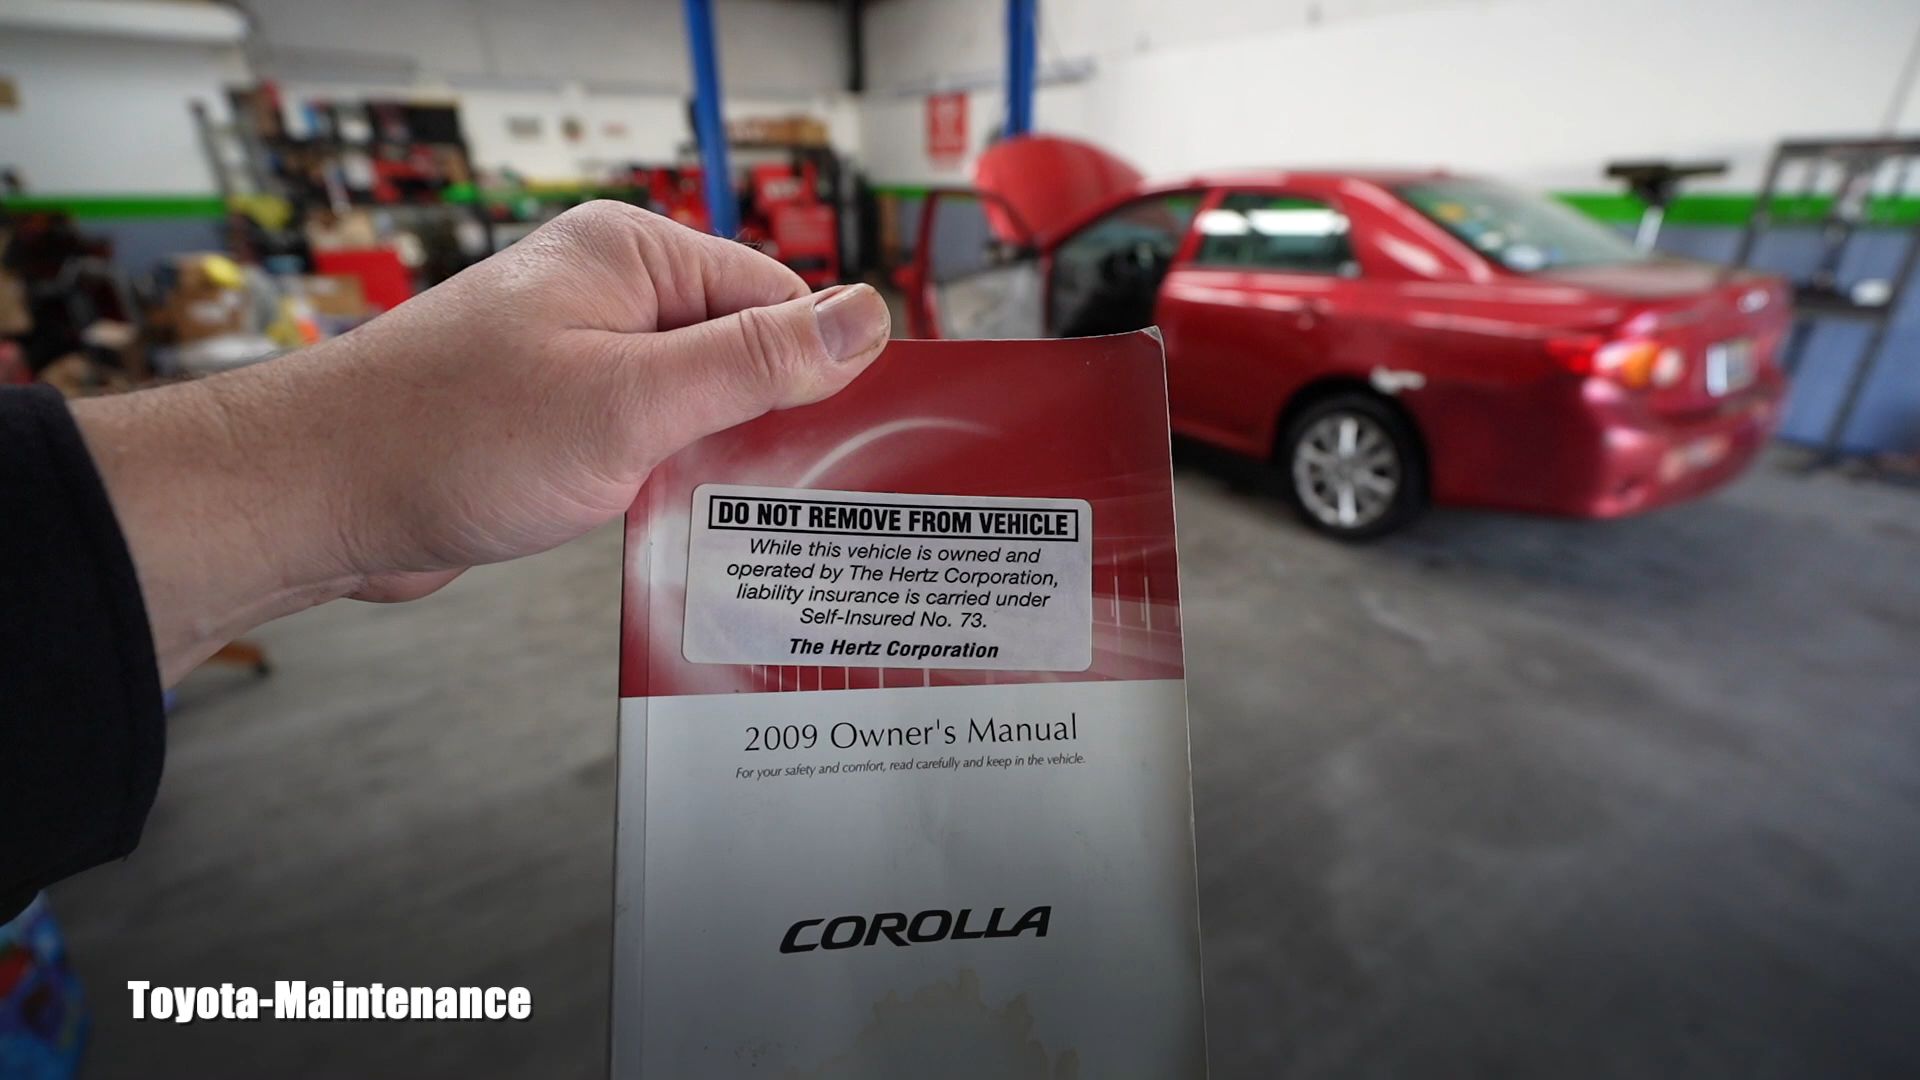 DO NOT REMOVE FROM VEHICLE
While this vehicle is owned and
operated by The Hertz Corporation,
liability insurance is carried under
Self-Insured No. 73.
The Hertz Corporation
2009 Owner's Manual
For your safety and comfort, read carefully and keep in the vehicle.
COROLLA
Toyota-Maintenance